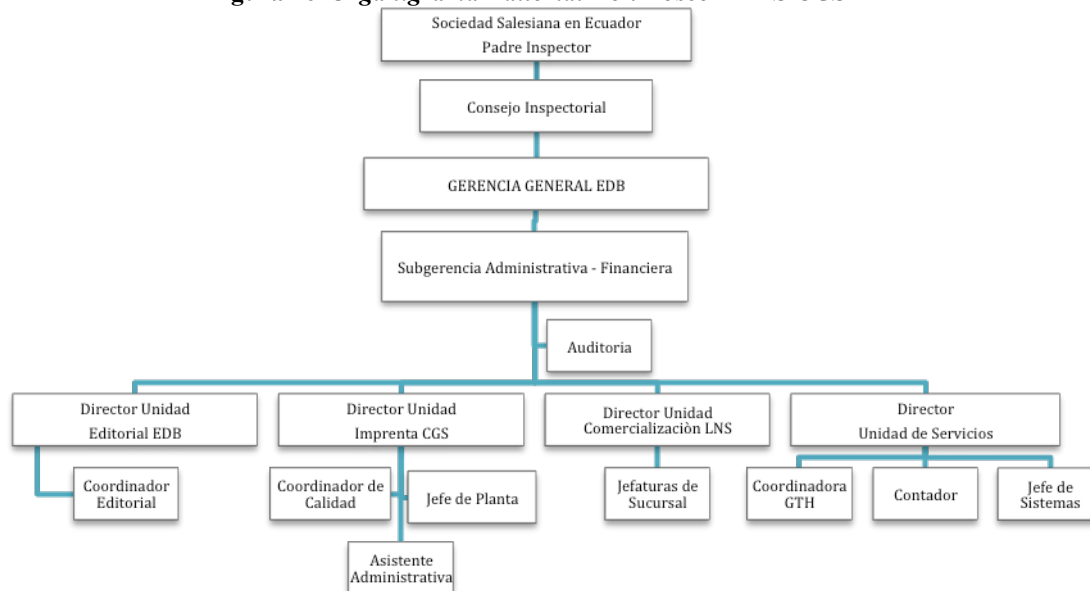 Sociedad Salesiana en Ecuador
Padre Inspector
Consejo Inspectorial
GERENCIA GENERAL EDB
Subgerencia Administrativa - Financiera
Auditoria
Director Unidad
Editorial EDB
Director Unidad
Imprenta CGS
Director Unidad
Comercializaciòn LNS
Director
Unidad de Servicios
Coordinador
Editorial
Coordinador de
Calidad
Jefe de Planta
Jefaturas de
Sucursal
Coordinadora
GTH
Contador
Jefe de
Sistemas
Asistente
Administrativa